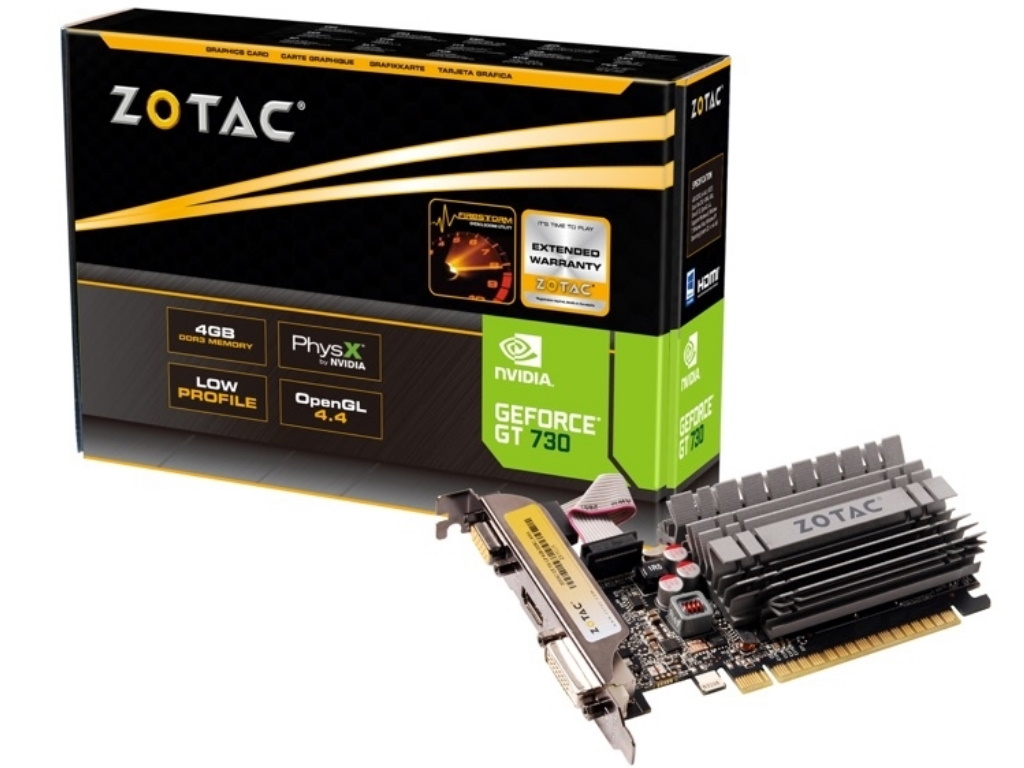 GRAPHICS CARD CARTE GRAPHIQUE GRAFIKKARTE TARJETA GRAFICA
ZOTAC®
ZOTAC
SPECIFICATION
FIRESTORM
IT'S TIME TO PLAY
EXTENDED
WARRANTY
ZOTAC
HDMI
4GB
DDR3 MEMORY
PhysX™
by NVIDIA
LOW
PROFILE
OpenGL
4.4
NVIDIA.
GEFORCE®
GT 730
NVIDIA.
GEFORCE
GT 730
ZOTAC
ZOTAC